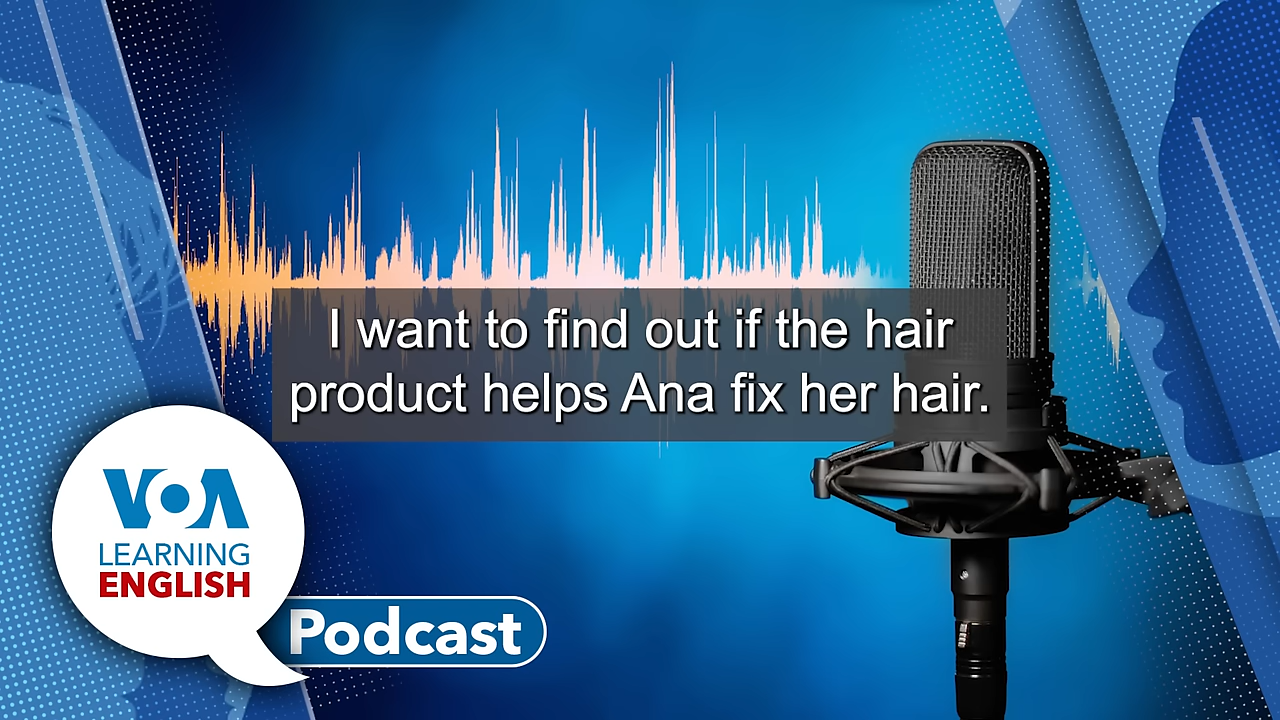 I want to find out if the hair
product helps Ana fix her hair.
VOA
LEARNING
ENGLISH
Podcast